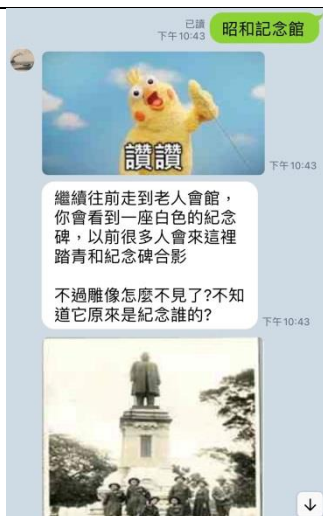 已讀
下午10:43
昭和記念館
讚讚
下午10:43
繼續往前走到老人會館，
你會看到一座白色的紀念
碑，以前很多人會來這裡
踏青和紀念碑合影
不過雕像怎麼不見了?不知
道它原來是紀念誰的?
下午10:43